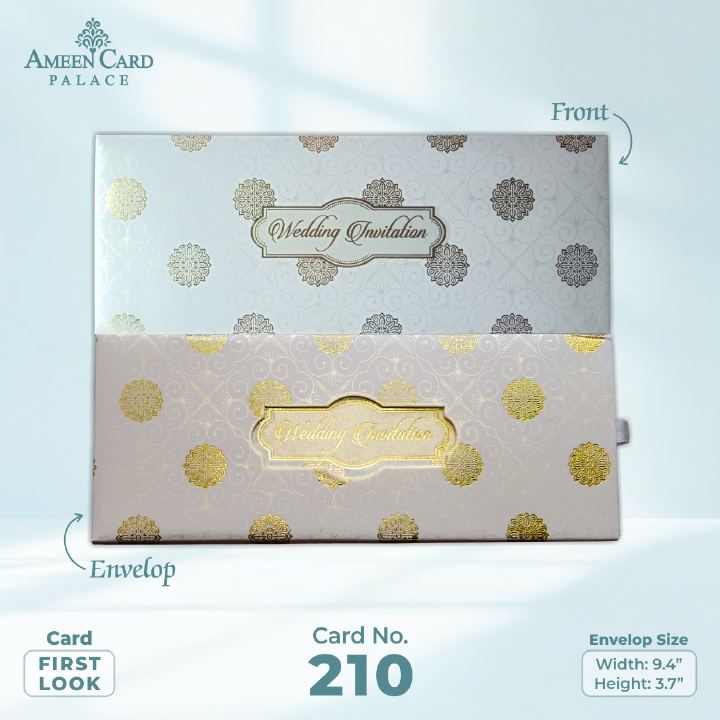 AMEEN CARD
PALACE
Front
Wedding Invitation
Wedding Invitation
Envelop
Card
FIRST
LOOK
Card No.
210
Envelop Size
Width: 9.4”
Height: 3.7”